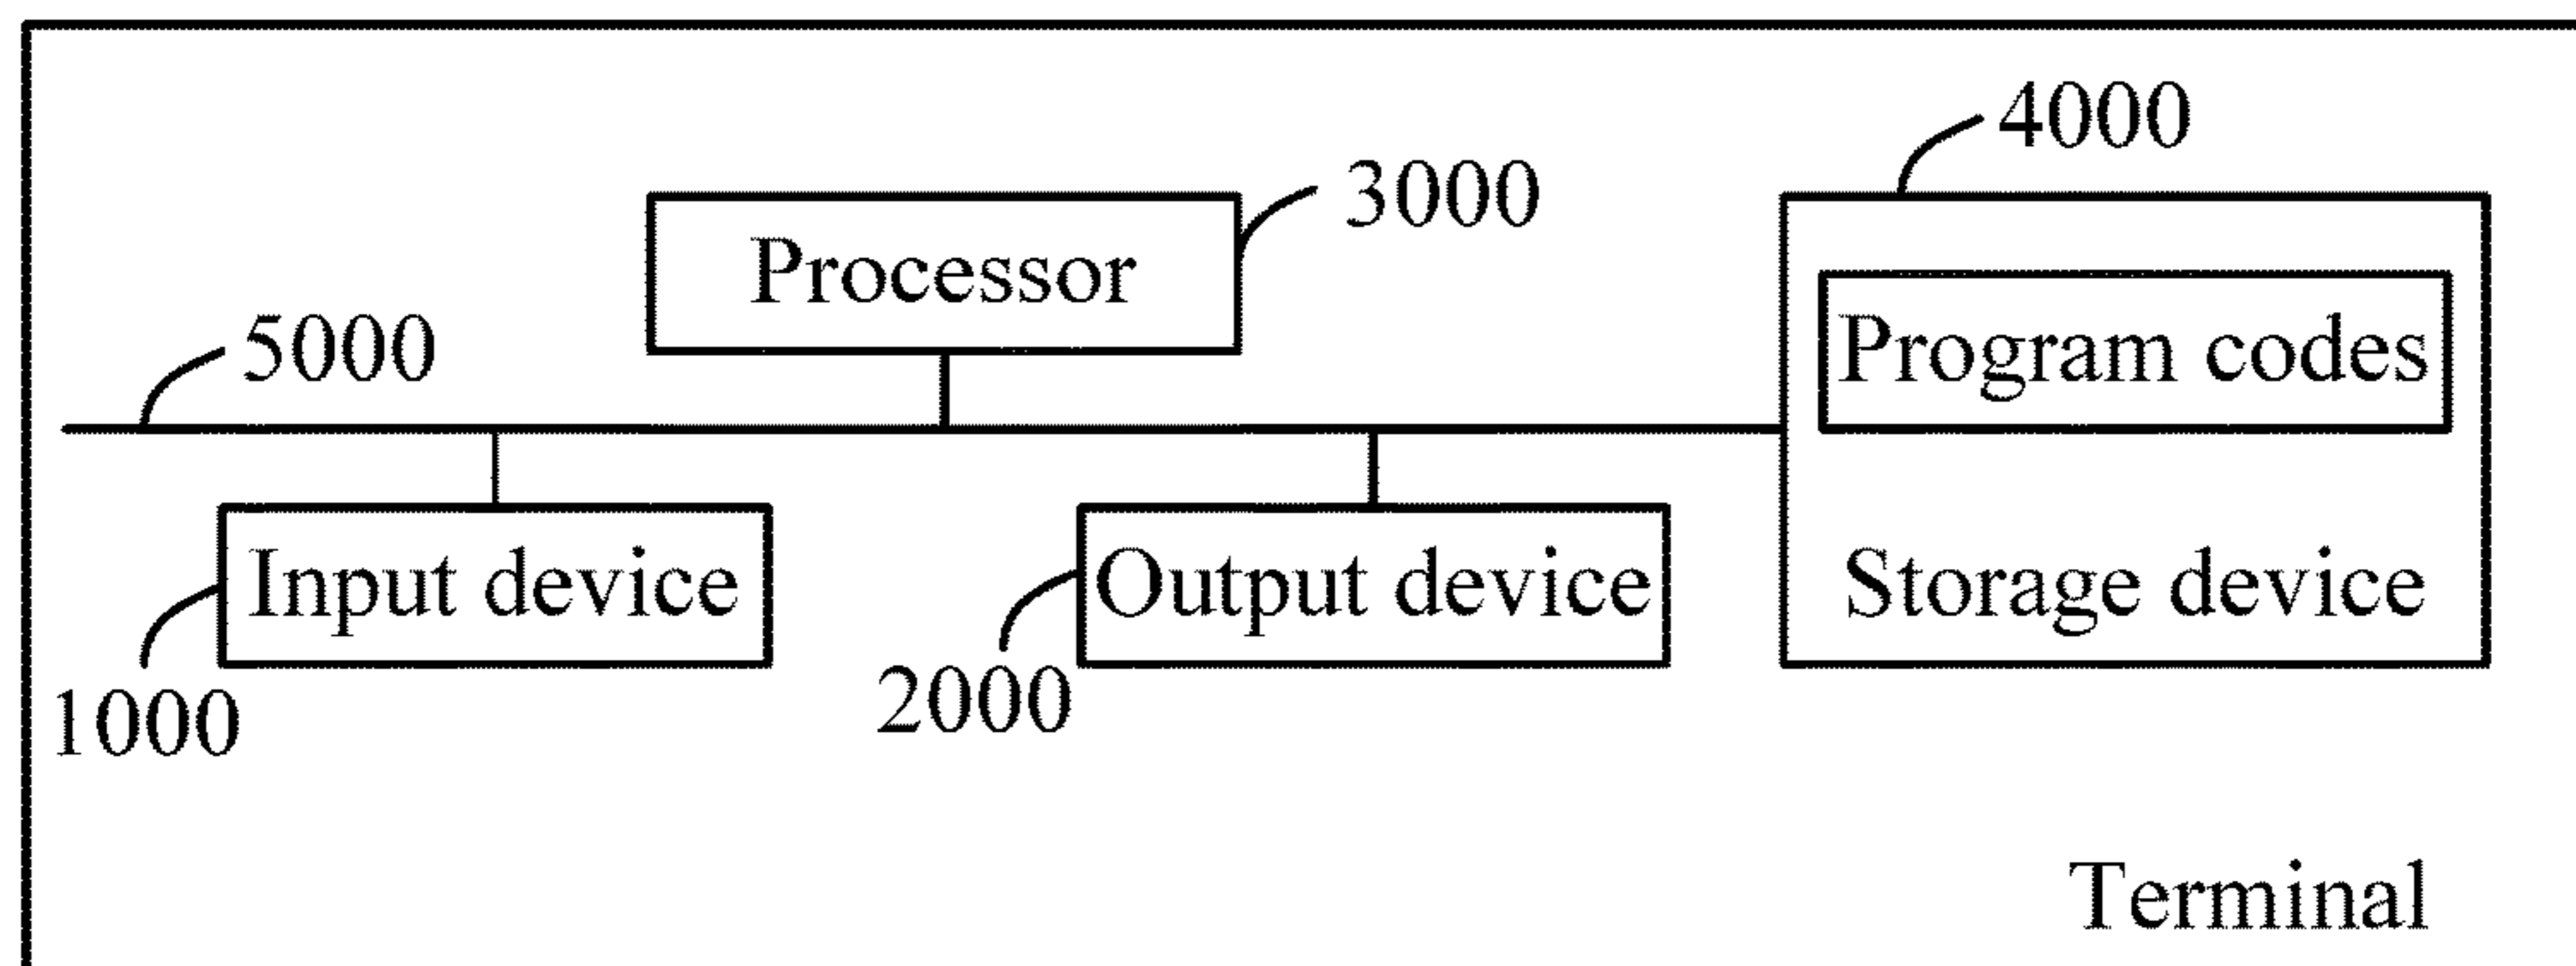 4000
3000
Processor
5000
Program codes
Input device
Output device
Storage device
1000
2000
Terminal